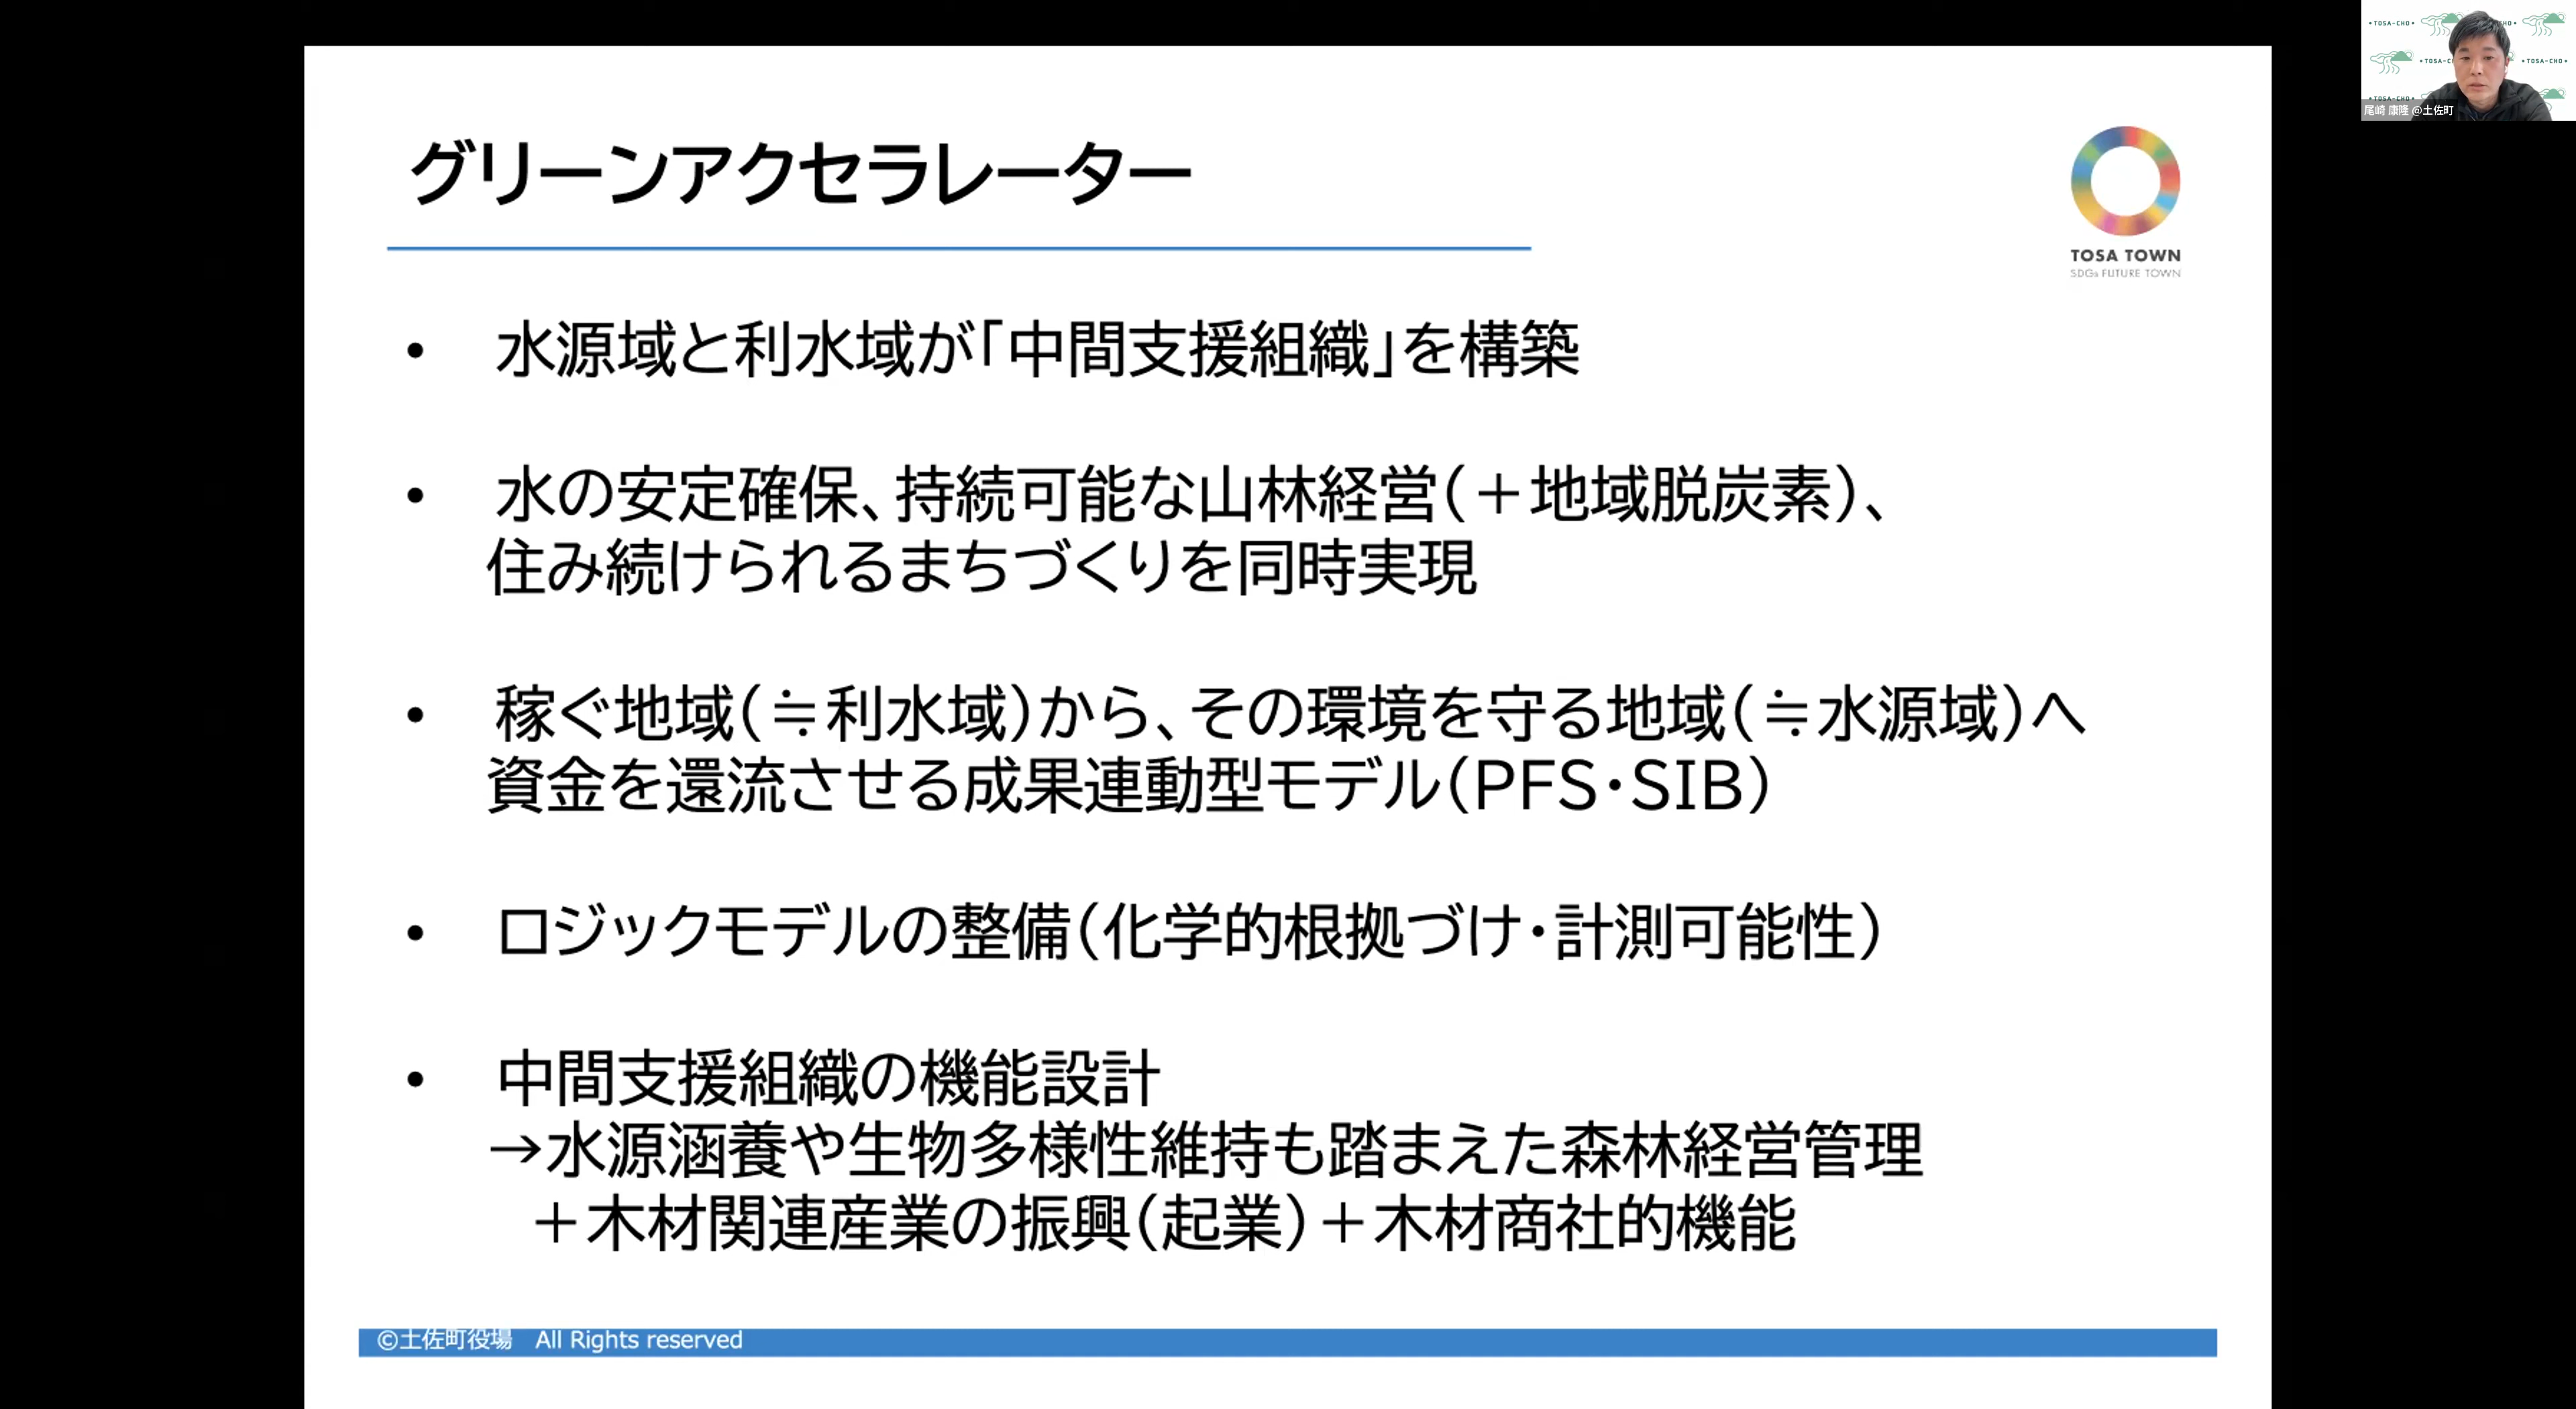 グリーンアクセラレーター
TOSA TOWN
SDGs FUTURE TOWN
• 水源域と利水域が「中間支援組織」を構築
• 水の安定確保、持続可能な山林経営(＋地域脱炭素)、
住み続けられるまちづくりを同時実現
• 稼ぐ地域(≒利水域)から、その環境を守る地域(≒水源域)へ
資金を還流させる成果連動型モデル(PFS・SIB)
• ロジックモデルの整備(化学的根拠づけ・計測可能性)
• 中間支援組織の機能設計
→水源涵養や生物多様性維持も踏まえた森林経営管理
＋木材関連産業の振興(起業)＋木材商社的機能
©土佐町役場 All Rights reserved
•TOSA-CHO•
•TOSA-CHO•
尾崎 康隆@土佐町